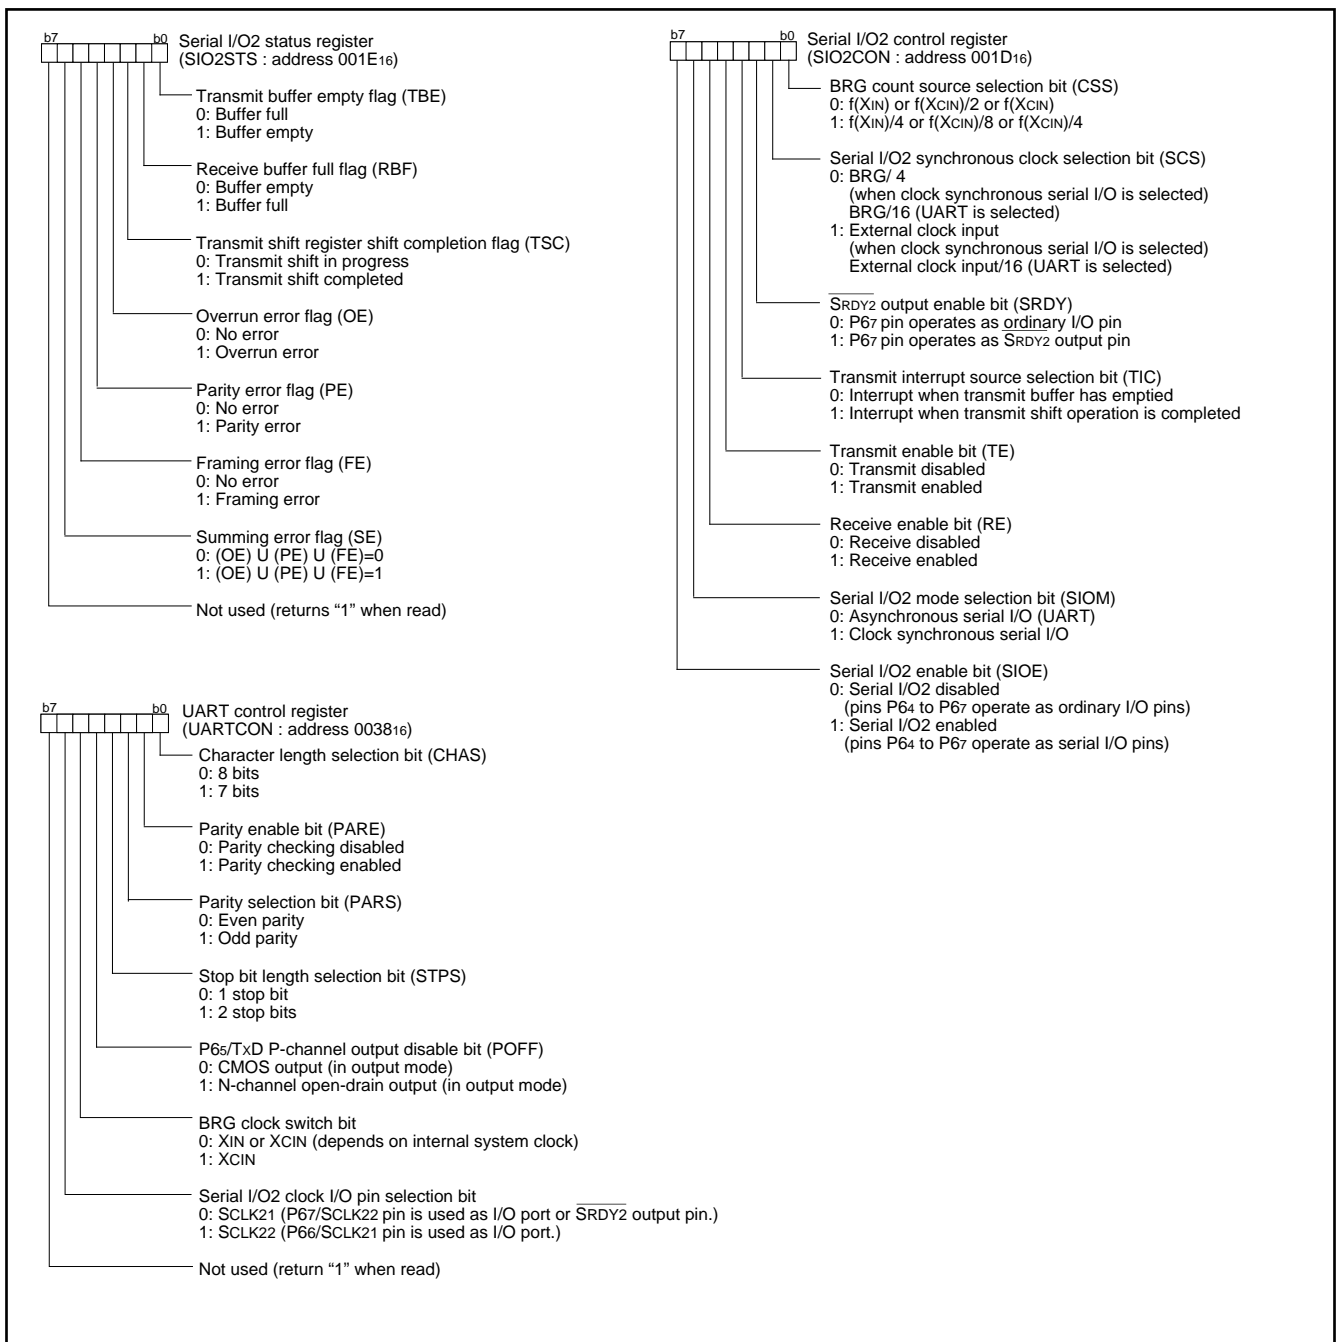 b7 b0 Serial I/O2 status register
(SIO2STS : address 001E16)
Transmit buffer empty flag (TBE)
0: Buffer full
1: Buffer empty
Receive buffer full flag (RBF)
0: Buffer empty
1: Buffer full
Transmit shift register shift completion flag (TSC)
0: Transmit shift in progress
1: Transmit shift completed
Overrun error flag (OE)
0: No error
1: Overrun error
Parity error flag (PE)
0: No error
1: Parity error
Framing error flag (FE)
0: No error
1: Framing error
Summing error flag (SE)
0: (OE) U (PE) U (FE)=0
1: (OE) U (PE) U (FE)=1
Not used (returns “1” when read)
b7 b0 Serial I/O2 control register
(SIO2CON : address 001D16)
BRG count source selection bit (CSS)
0: f(XIN) or f(XCIN)/2 or f(XCIN)
1: f(XIN)/4 or f(XCIN)/8 or f(XCIN)/4
Serial I/O2 synchronous clock selection bit (SCS)
0: BRG/ 4
(when clock synchronous serial I/O is selected)
BRG/16 (UART is selected)
1: External clock input
(when clock synchronous serial I/O is selected)
External clock input/16 (UART is selected)
SRDY2 output enable bit (SRDY)
0: P67 pin operates as ordinary I/O pin
1: P67 pin operates as SRDY2 output pin
Transmit interrupt source selection bit (TIC)
0: Interrupt when transmit buffer has emptied
1: Interrupt when transmit shift operation is completed
Transmit enable bit (TE)
0: Transmit disabled
1: Transmit enabled
Receive enable bit (RE)
0: Receive disabled
1: Receive enabled
Serial I/O2 mode selection bit (SIOM)
0: Asynchronous serial I/O (UART)
1: Clock synchronous serial I/O
Serial I/O2 enable bit (SIOE)
0: Serial I/O2 disabled
(pins P64 to P67 operate as ordinary I/O pins)
1: Serial I/O2 enabled
(pins P64 to P67 operate as serial I/O pins)
b7 b0 UART control register
(UARTCON : address 003816)
Character length selection bit (CHAS)
0: 8 bits
1: 7 bits
Parity enable bit (PARE)
0: Parity checking disabled
1: Parity checking enabled
Parity selection bit (PARS)
0: Even parity
1: Odd parity
Stop bit length selection bit (STPS)
0: 1 stop bit
1: 2 stop bits
P65/TXD P-channel output disable bit (POFF)
0: CMOS output (in output mode)
1: N-channel open-drain output (in output mode)
BRG clock switch bit
0: XIN or XCIN (depends on internal system clock)
1: XCIN
Serial I/O2 clock I/O pin selection bit
0: SCLK21 (P67/SCLK22 pin is used as I/O port or SRDY2 output pin.)
1: SCLK22 (P66/SCLK21 pin is used as I/O port.)
Not used (return “1” when read)